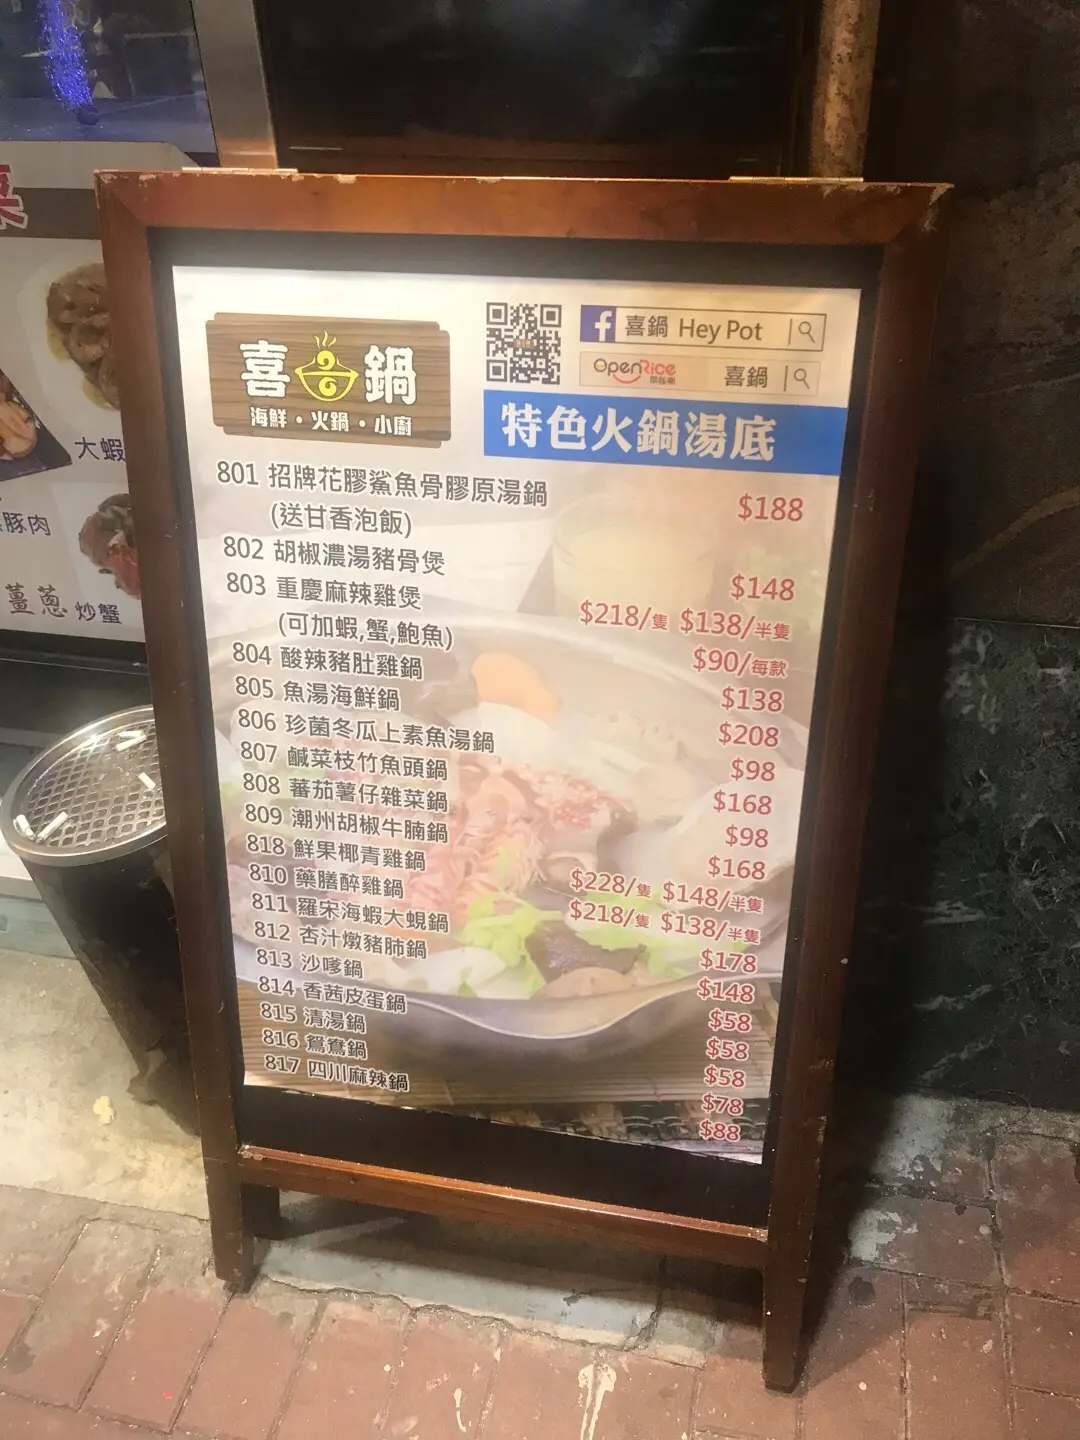 喜鍋
海鮮・火鍋・小廚
喜鍋 Hey Pot
OpenRice 喜鍋
特色火鍋湯底
801 招牌花膠鯊魚骨膠原湯鍋 $188
(送甘香泡飯)
802 胡椒濃湯豬骨煲 $148
803 重慶麻辣雞煲 $218/隻 $138/半隻
(可加蝦,蟹,鮑魚) $90/每款
804 酸辣豬肚雞鍋 $138
805 魚湯海鮮鍋 $208
806 珍菌冬瓜上素魚湯鍋 $98
807 鹹菜枝竹魚頭鍋 $168
808 蕃茄薯仔雜菜鍋 $98
809 潮州胡椒牛腩鍋 $168
818 鮮果椰青雞鍋 $228/隻 $148/半隻
810 藥膳醉雞鍋 $218/隻 $138/半隻
811 羅宋海蝦大蜆鍋 $178
812 杏汁燉豬肺鍋 $148
813 沙嗲鍋 $58
814 香茜皮蛋鍋 $58
815 清湯鍋 $58
816 鴛鴦鍋 $78
817 四川麻辣鍋 $88
菜
大蝦
豚肉
薑蔥炒蟹